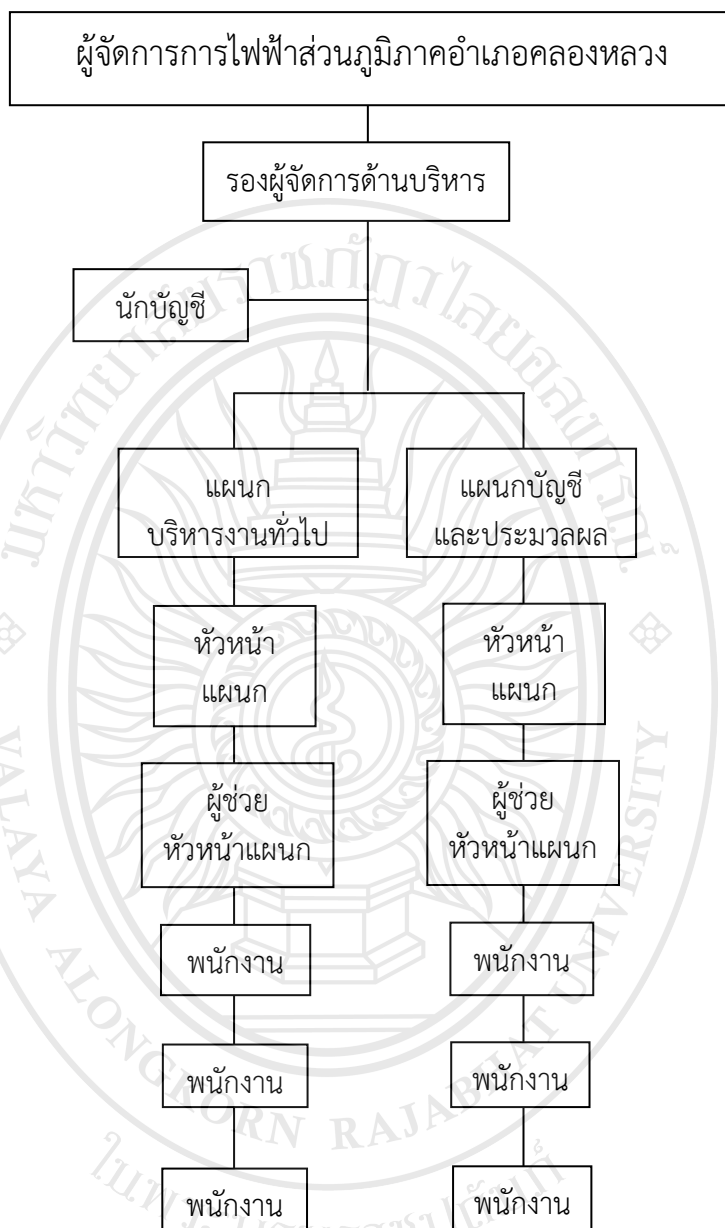 ผู้จัดการการไฟฟ้าส่วนภูมิภาคอำเภอคลองหลวง
รองผู้จัดการด้านบริหาร
นักบัญชี
แผนก
บริหารงานทั่วไป
แผนกบัญชี
และประมวลผล
หัวหน้า
แผนก
หัวหน้า
แผนก
ผู้ช่วย
หัวหน้าแผนก
ผู้ช่วย
หัวหน้าแผนก
พนักงาน
พนักงาน
พนักงาน
พนักงาน
พนักงาน
พนักงาน
VALAYA ALONGKORN RAJABHAT UNIVERSITY